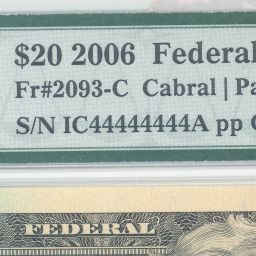 $20 2006 Federal
Fr#2093-C Cabral | Pa
S/N IC44444444A pp
FEDERAL